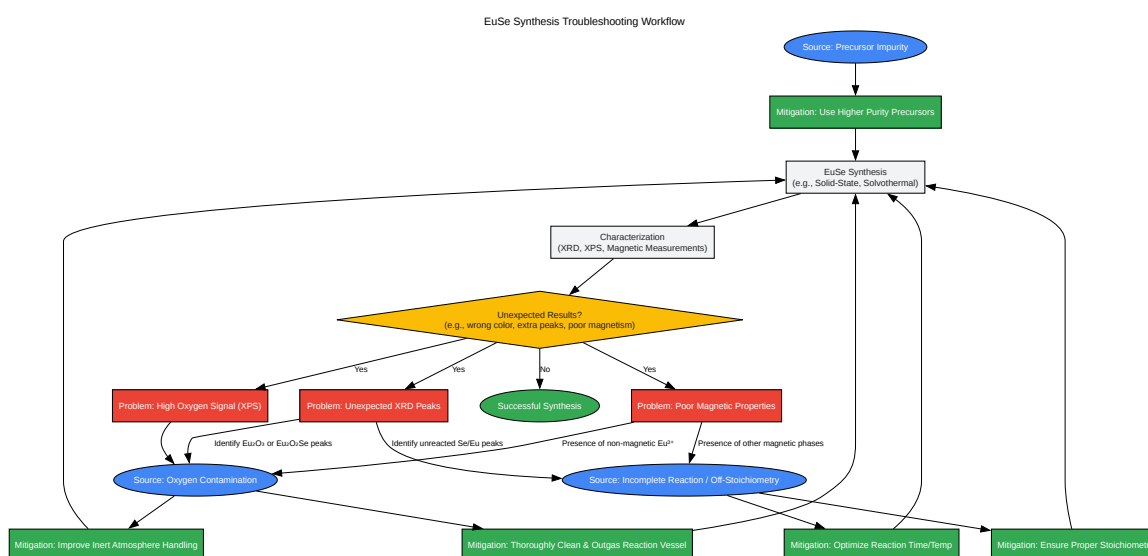 EuSe Synthesis Troubleshooting Workflow
Source: Precursor Impurity
Mitigation: Use Higher Purity Precursors
EuSe Synthesis
(e.g., Solid-State, Solvothermal)
Characterization
(XRD, XPS, Magnetic Measurements)
Unexpected Results?
(e.g., wrong color, extra peaks, poor magnetism)
Yes
Yes
No
Yes
Problem: High Oxygen Signal (XPS)
Problem: Unexpected XRD Peaks
Successful Synthesis
Problem: Poor Magnetic Properties
Identify Eu₂O₃ or Eu₂O₂Se peaks
Identify unreacted Se/Eu peaks
Presence of non-magnetic Eu³⁺
Presence of other magnetic phases
Source: Oxygen Contamination
Source: Incomplete Reaction / Off-Stoichiometry
Mitigation: Improve Inert Atmosphere Handling
Mitigation: Thoroughly Clean & Outgas Reaction Vessel
Mitigation: Optimize Reaction Time/Temp
Mitigation: Ensure Proper